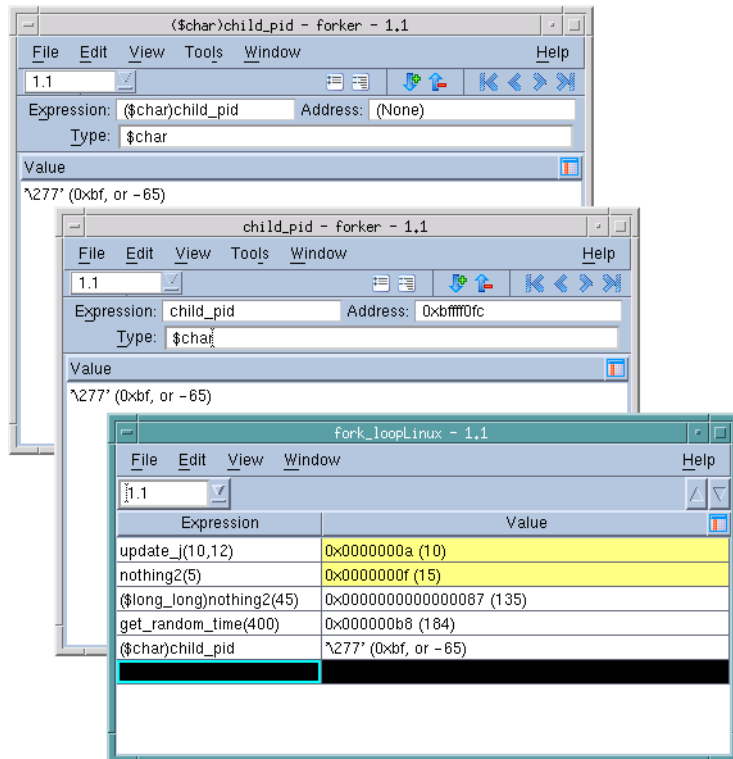 ($char)child_pid - forker - 1.1
File Edit View Tools Window Help
1.1
Expression: ($char)child_pid Address: (None)
Type: $char
Value
'\277' (0xbf, or -65)
child_pid - forker - 1.1
File Edit View Tools Window Help
1.1
Expression: child_pid Address: 0xbffff0fc
Type: $char
Value
'\277' (0xbf, or -65)
fork_loopLinux - 1.1
File Edit View Window Help
1.1
Expression Value
update_j(10,12) 0x0000000a (10)
nothing2(5) 0x0000000f (15)
($long_long)nothing2(45) 0x0000000000000087 (135)
get_random_time(400) 0x000000b8 (184)
($char)child_pid '\277' (0xbf, or -65)